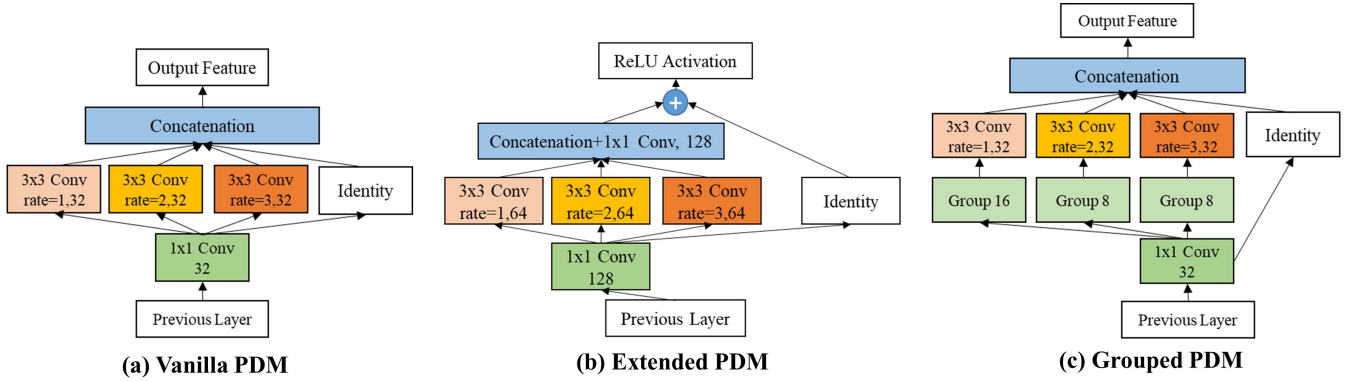 Output Feature
Concatenation
3x3 Conv
rate=1,32
3x3 Conv
rate=2,32
3x3 Conv
rate=3,32
Identity
1x1 Conv
32
Previous Layer
(a) Vanilla PDM
ReLU Activation
+
Concatenation+1x1 Conv, 128
3x3 Conv
rate=1,64
3x3 Conv
rate=2,64
3x3 Conv
rate=3,64
Identity
1x1 Conv
128
Previous Layer
(b) Extended PDM
Output Feature
Concatenation
3x3 Conv
rate=1,32
3x3 Conv
rate=2,32
3x3 Conv
rate=3,32
Identity
Group 16
Group 8
Group 8
1x1 Conv
32
Previous Layer
(c) Grouped PDM